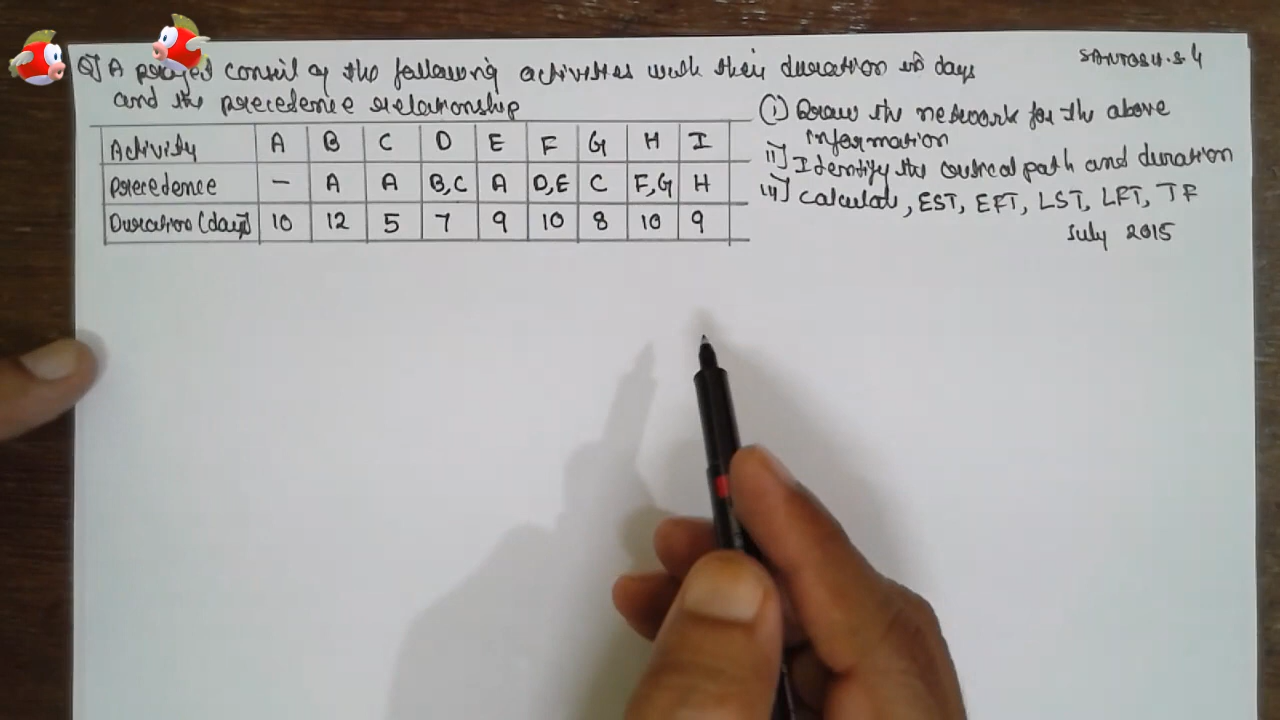 Q] A project consist of the following activities with their duration in days
and the precedence relationship
Activity A B C D E F G H I
Precedence — A A B,C A D,E C F,G H
Duration (days) 10 12 5 7 9 10 8 10 9
SANTOSH.S.4
(i) Draw the network for the above
information
ii] Identify the critical path and duration
iii] Calculate, EST, EFT, LST, LFT, TF
July 2015